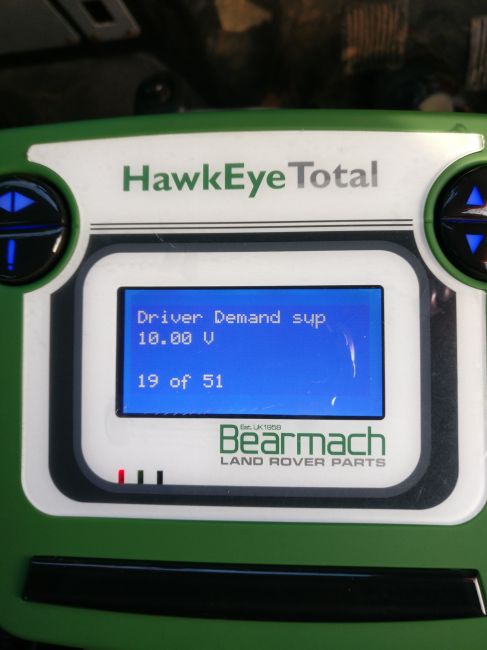 HawkEyeTotal
Driver Demand sup
10.00 V
19 of 51
Est. UK1958
Bearmach
LAND ROVER PARTS